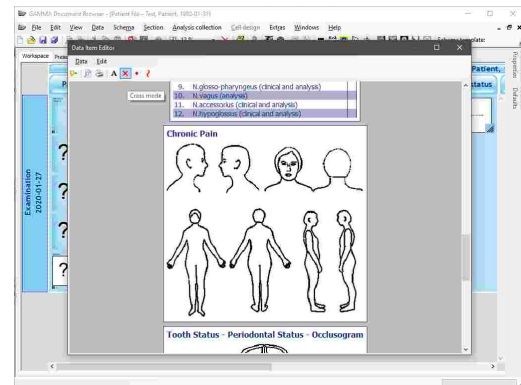 GAMMA Document Browser - [Patient file - Test, Patient, 1982-01-31]
File Edit View Data Schema Section Analysis collection Cell design Extras Windows Help
template:
Data Item Editor
Workspace
Data Edit
Properties
Defaults
Patient,
status
Cross mode
9. N.glosso-pharyngeus (clinical and analysis)
10. N.vagus (analysis)
11. N.accessorius (clinical and analysis)
12. N.hypoglossus (clinical and analysis)
Chronic Pain
Examination
2020-01-27
Tooth Status - Periodontal Status - Occlusogram